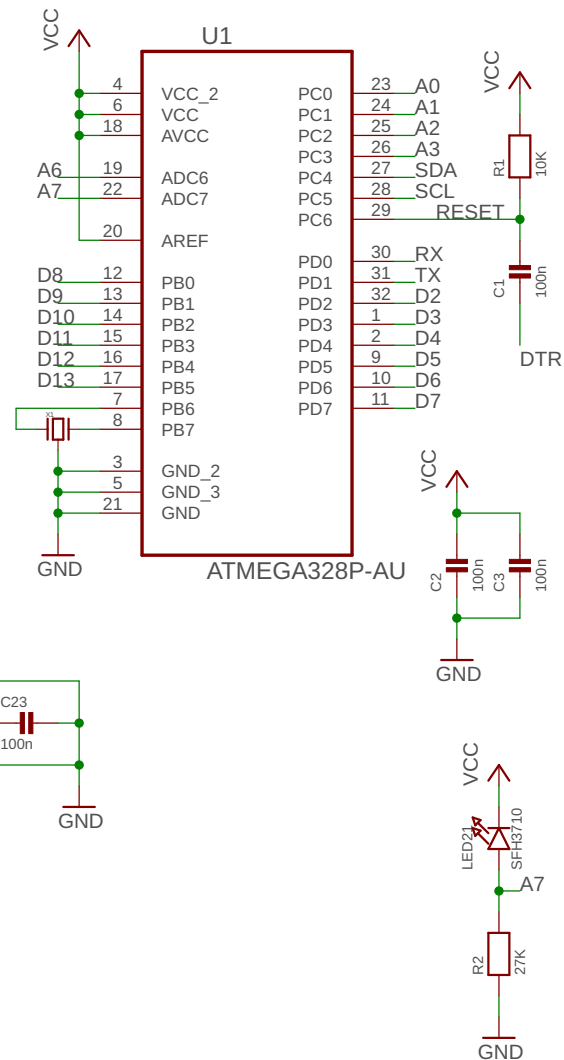 VCC
U1
4 VCC_2
6 VCC
18 AVCC
A6 19 ADC6
A7 22 ADC7
20 AREF
D8 12 PB0
D9 13 PB1
D10 14 PB2
D11 15 PB3
D12 16 PB4
D13 17 PB5
7 PB6
8 PB7
X1
3 GND_2
5 GND_3
21 GND
GND
PC0 23 A0
PC1 24 A1
PC2 25 A2
PC3 26 A3
PC4 27 SDA
PC5 28 SCL
PC6 29 RESET
PD0 30 RX
PD1 31 TX
PD2 32 D2
PD3 1 D3
PD4 2 D4
PD5 9 D5
PD6 10 D6
PD7 11 D7
ATMEGA328P-AU
VCC
R1
10K
C1
100n
DTR
VCC
C2
100n
C3
100n
GND
C23
100n
GND
VCC
LED21
SFH3710
A7
R2
27K
GND